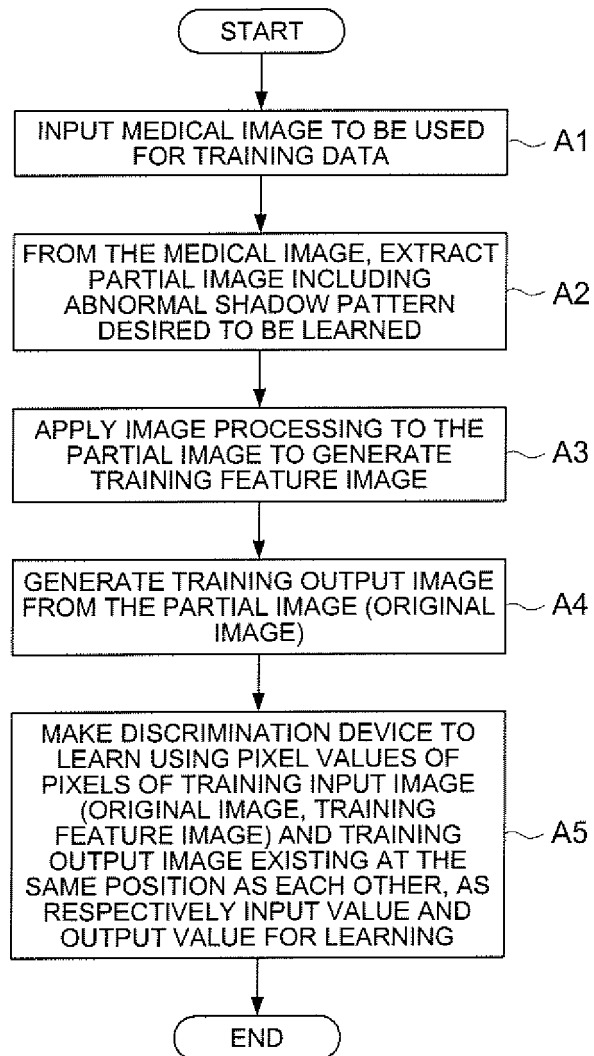 START
INPUT MEDICAL IMAGE TO BE USED
FOR TRAINING DATA
A1
FROM THE MEDICAL IMAGE, EXTRACT
PARTIAL IMAGE INCLUDING
ABNORMAL SHADOW PATTERN
DESIRED TO BE LEARNED
A2
APPLY IMAGE PROCESSING TO THE
PARTIAL IMAGE TO GENERATE
TRAINING FEATURE IMAGE
A3
GENERATE TRAINING OUTPUT IMAGE
FROM THE PARTIAL IMAGE (ORIGINAL
IMAGE)
A4
MAKE DISCRIMINATION DEVICE TO
LEARN USING PIXEL VALUES OF
PIXELS OF TRAINING INPUT IMAGE
(ORIGINAL IMAGE, TRAINING
FEATURE IMAGE) AND TRAINING
OUTPUT IMAGE EXISTING AT THE
SAME POSITION AS EACH OTHER, AS
RESPECTIVELY INPUT VALUE AND
OUTPUT VALUE FOR LEARNING
A5
END